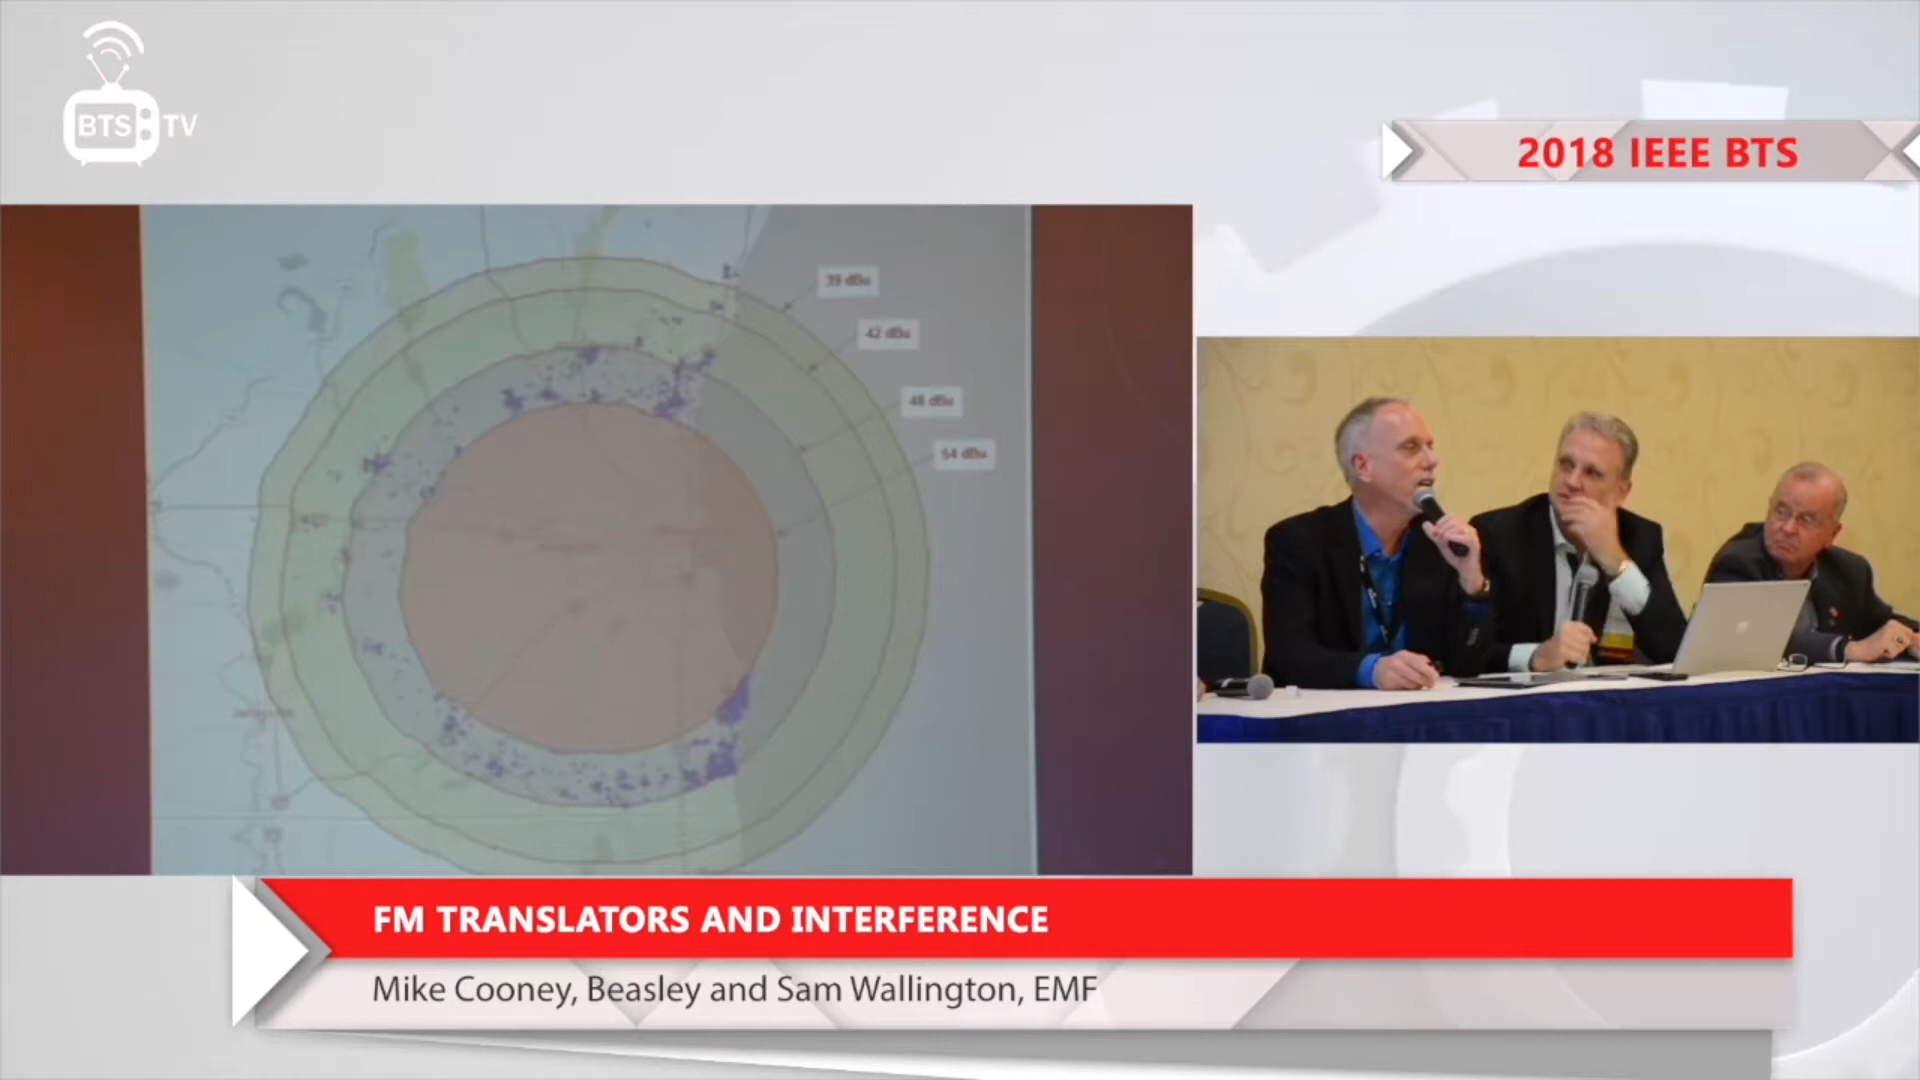 BTS TV
2018 IEEE BTS
39 dBu
42 dBu
48 dBu
54 dBu
FM TRANSLATORS AND INTERFERENCE
Mike Cooney, Beasley and Sam Wallington, EMF